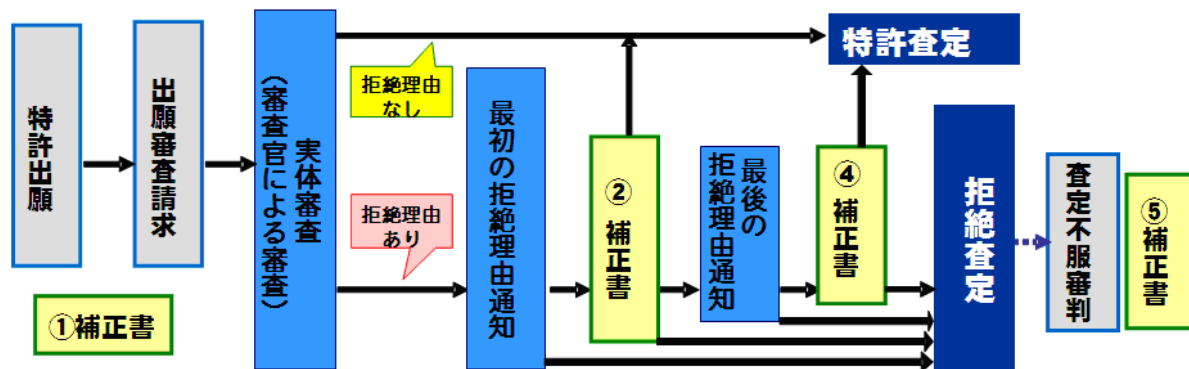 特許出願
出願審査請求
実体審査
（審査官による審査）
拒絶理由
なし
拒絶理由
あり
最初の拒絶理由通知
②
補正書
最後の
拒絶理由通知
④
補正書
特許査定
拒絶査定
査定不服審判
⑤
補正書
①補正書